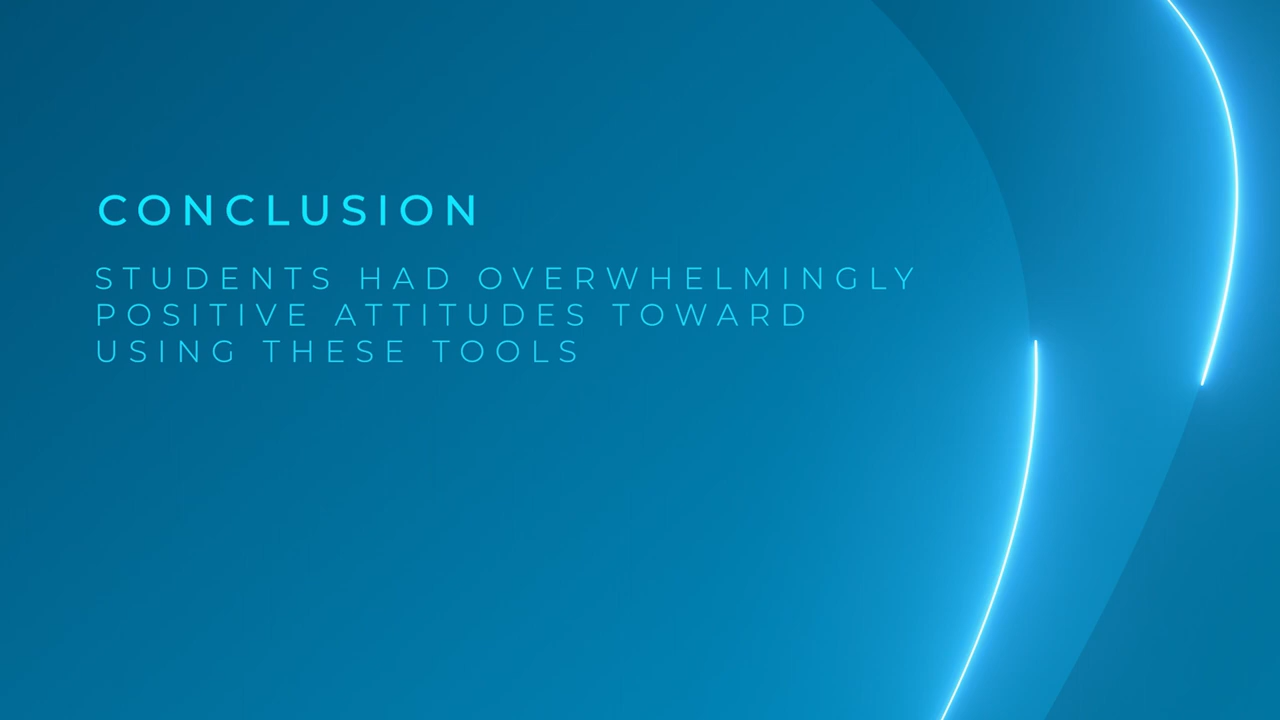 CONCLUSION
STUDENTS HAD OVERWHELMINGLY
POSITIVE ATTITUDES TOWARD
USING THESE TOOLS